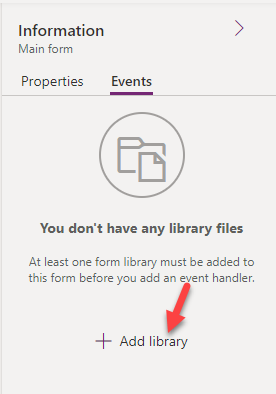 Information
Main form
Properties Events
You don't have any library files
At least one form library must be added to
this form before you add an event handler.
+ Add library